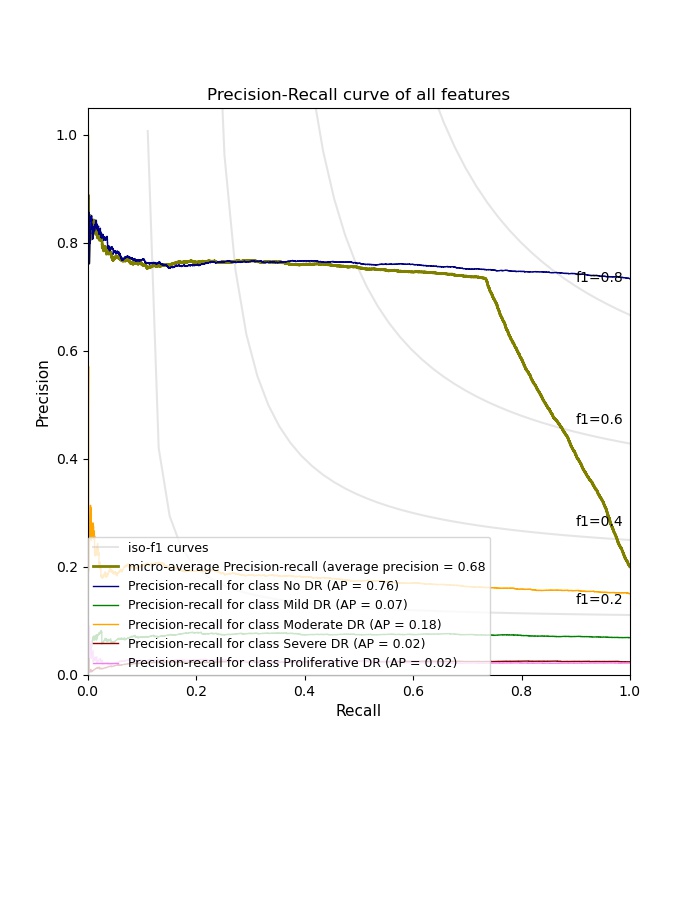 Precision-Recall curve of all features
1.0
0.8
0.6
0.4
0.2
0.0
Precision
f1=0.8
f1=0.6
f1=0.4
f1=0.2
iso-f1 curves
micro-average Precision-recall (average precision = 0.68
Precision-recall for class No DR (AP = 0.76)
Precision-recall for class Mild DR (AP = 0.07)
Precision-recall for class Moderate DR (AP = 0.18)
Precision-recall for class Severe DR (AP = 0.02)
Precision-recall for class Proliferative DR (AP = 0.02)
0.0 0.2 0.4 0.6 0.8 1.0
Recall